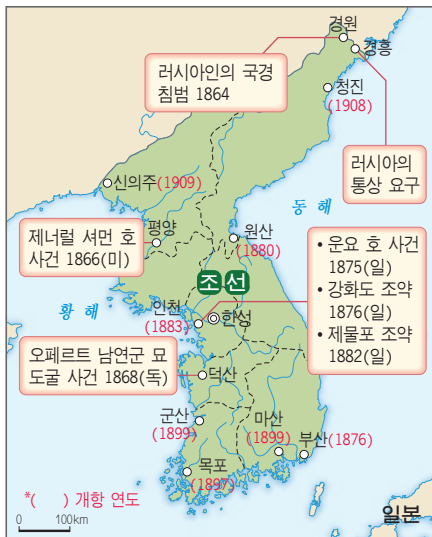 경원
경흥
러시아인의 국경
침범 1864
청진
(1908)
러시아의
통상 요구
신의주(1909)
동 해
평양
제너럴 셔먼 호
사건 1866(미)
원산
(1880)
• 운요 호 사건
1875(일)
• 강화도 조약
1876(일)
• 제물포 조약
1882(일)
조선
황 해
인천
(1883)
한성
오페르트 남연군 묘
도굴 사건 1868(독)
덕산
군산
(1899)
마산
(1899)
부산(1876)
목포
(1897)
*( ) 개항 연도
0 100km
일본